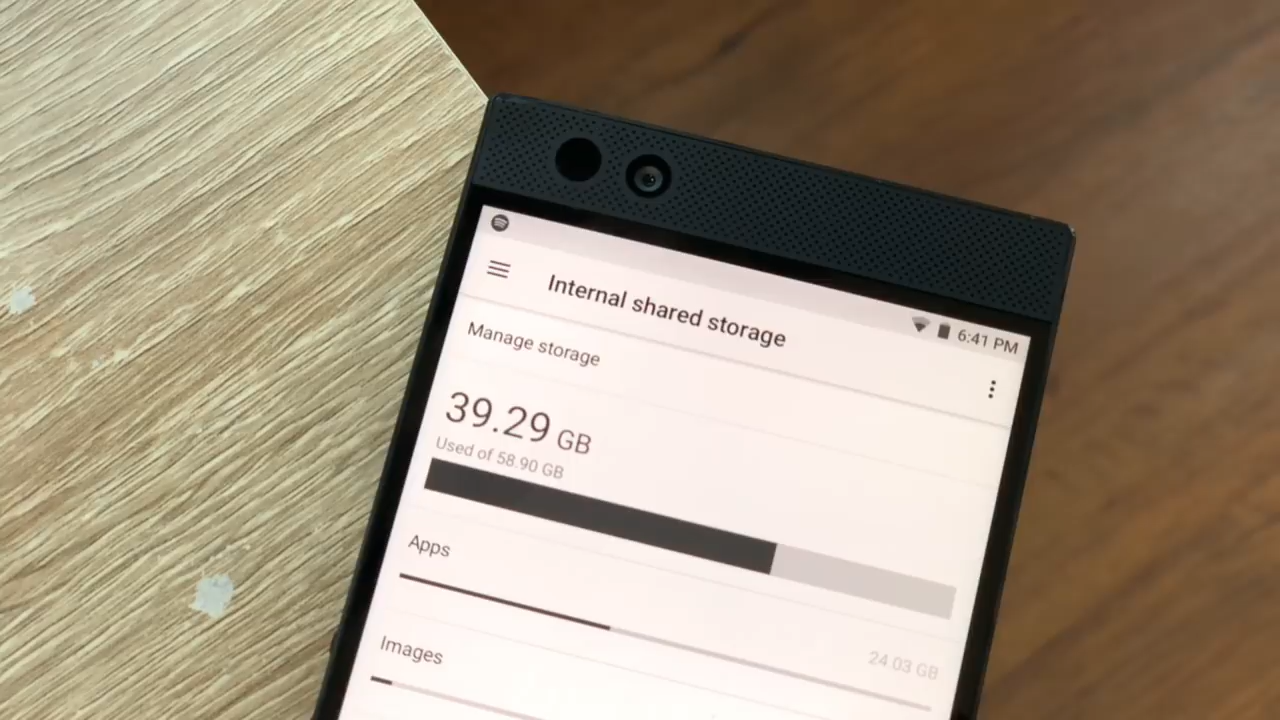 6:41 PM
Internal shared storage
Manage storage
39.29 GB
Used of 58.90 GB
Apps
24.03 GB
Images